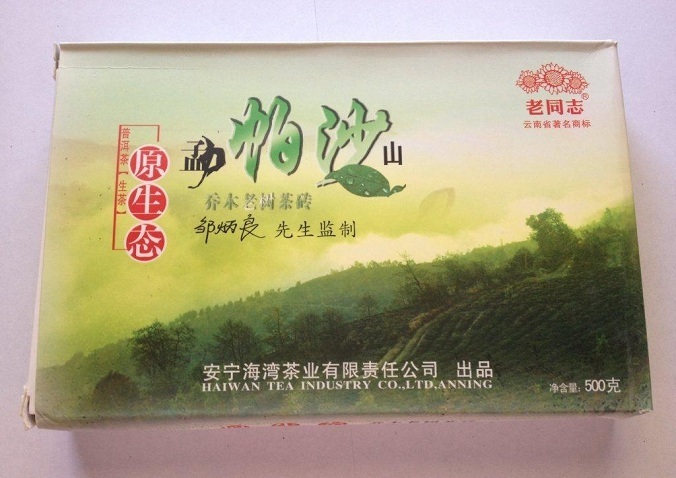 老同志®
云南省著名商标
普洱茶【生茶】
原生态
勐帕沙山
乔木老树茶砖
邹炳良 先生监制
安宁海湾茶业有限责任公司 出品
HAIWAN TEA INDUSTRY CO.,LTD.ANNING
净含量: 500克